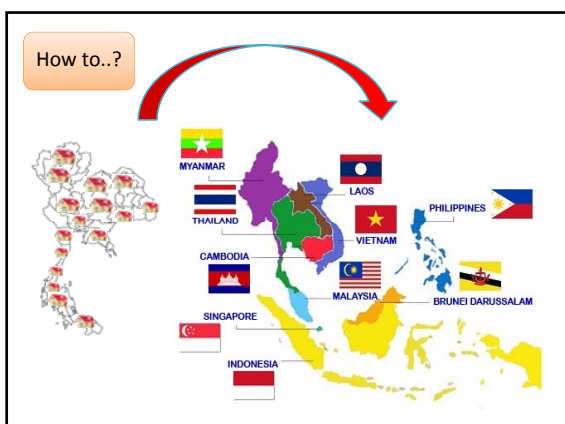 How to..?
MYANMAR
LAOS
THAILAND
PHILIPPINES
VIETNAM
CAMBODIA
MALAYSIA
BRUNEI DARUSSALAM
SINGAPORE
INDONESIA